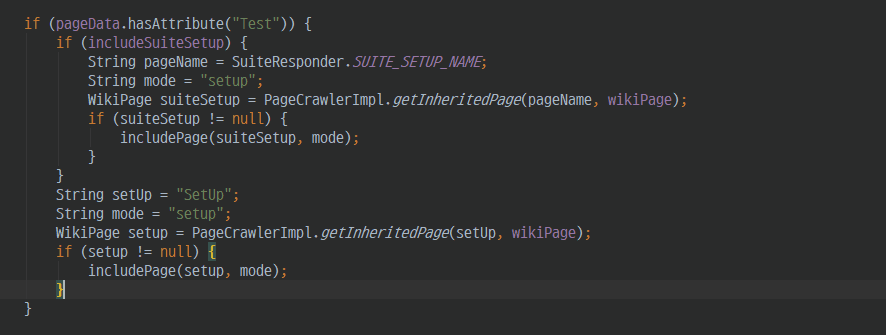 if (pageData.hasAttribute("Test")) {
    if (includeSuiteSetup) {
        String pageName = SuiteResponder.SUITE_SETUP_NAME;
        String mode = "setup";
        WikiPage suiteSetup = PageCrawlerImpl.getInheritedPage(pageName, wikiPage);
        if (suiteSetup != null) {
            includePage(suiteSetup, mode);
        }
    }
    String setUp = "SetUp";
    String mode = "setup";
    WikiPage setup = PageCrawlerImpl.getInheritedPage(setUp, wikiPage);
    if (setup != null) {
        includePage(setup, mode);
    }
}